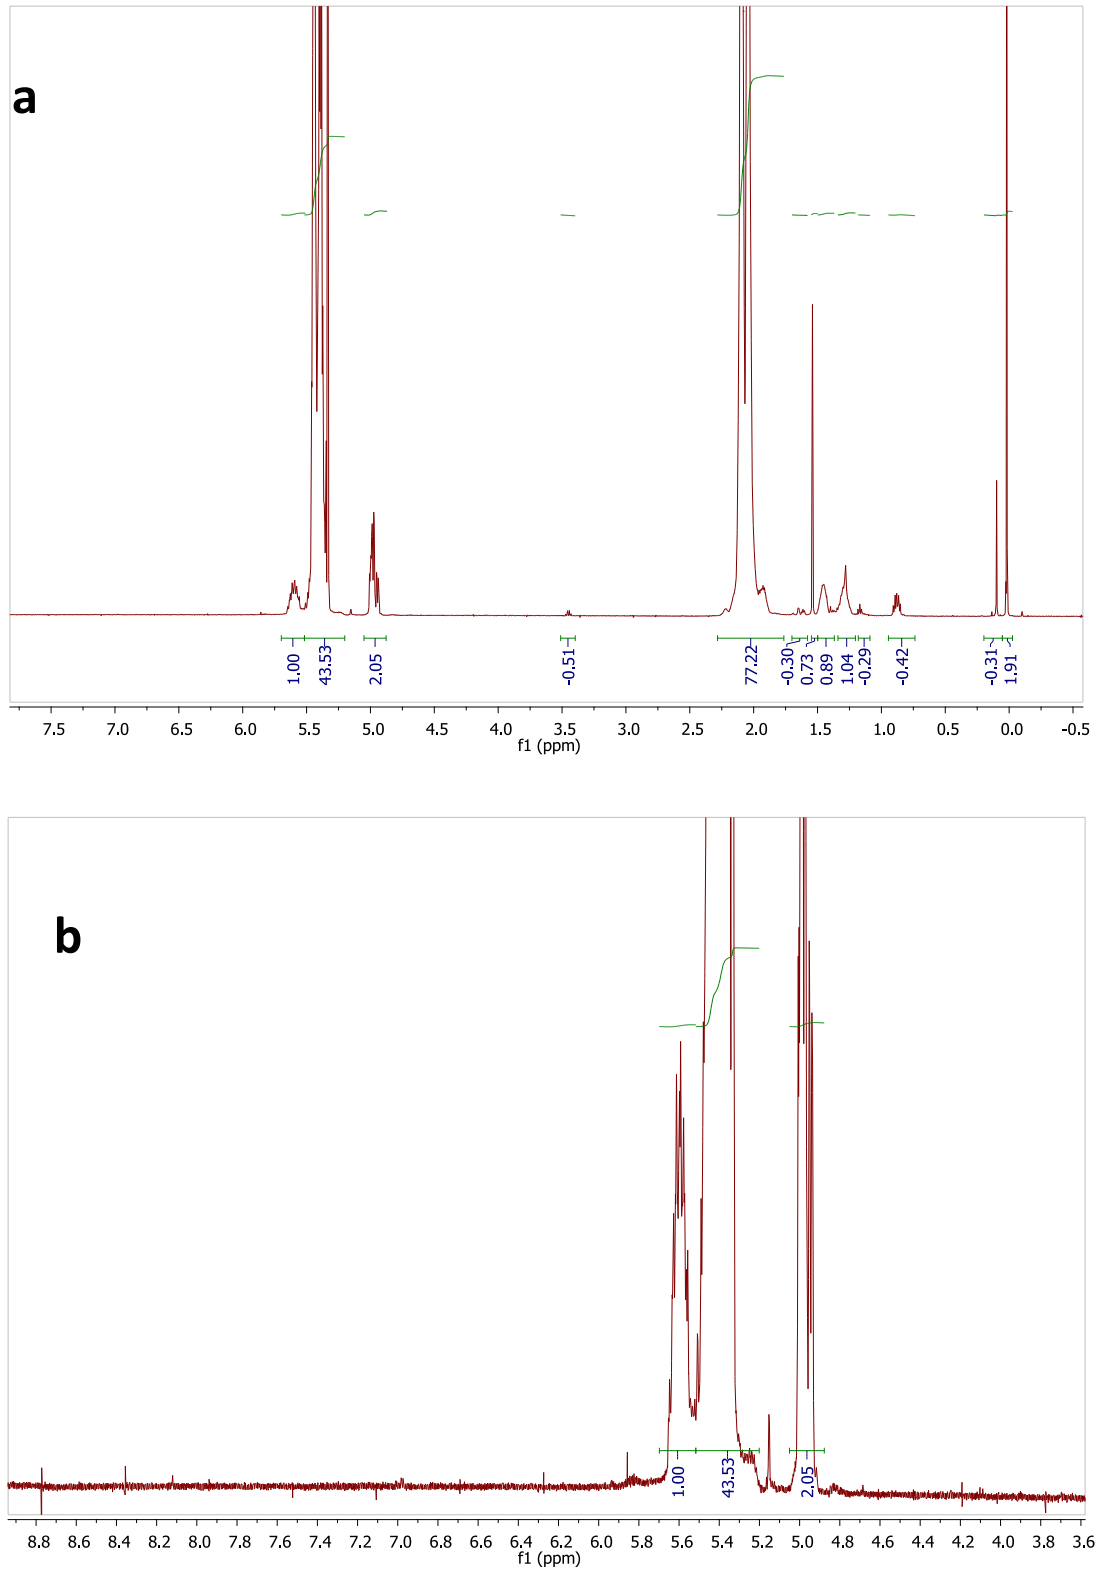 a
1.00 43.53 2.05 -0.51 77.22 -0.30 0.73 0.89 1.04 -0.29 -0.42 -0.31 1.91
7.5 7.0 6.5 6.0 5.5 5.0 4.5 4.0 3.5 3.0 2.5 2.0 1.5 1.0 0.5 0.0 -0.5
f1 (ppm)
b
1.00 43.53 2.05
8.8 8.6 8.4 8.2 8.0 7.8 7.6 7.4 7.2 7.0 6.8 6.6 6.4 6.2 6.0 5.8 5.6 5.4 5.2 5.0 4.8 4.6 4.4 4.2 4.0 3.8 3.6
f1 (ppm)